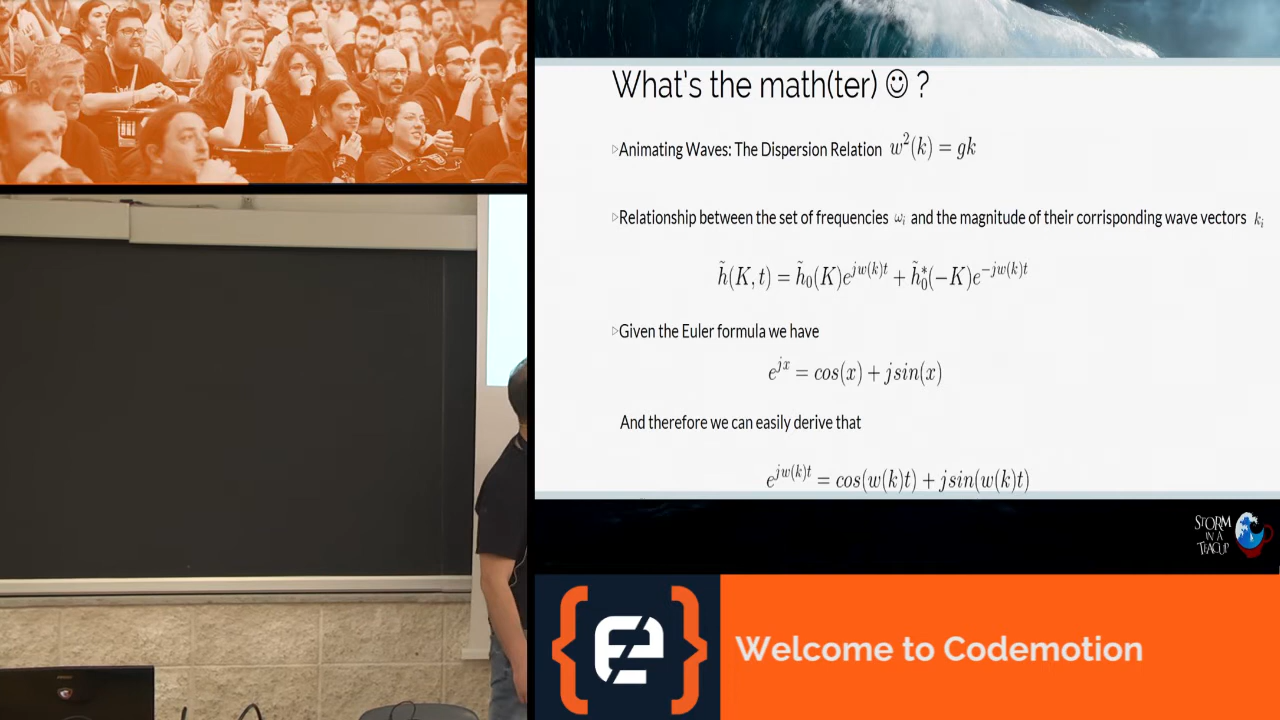 What's the math(ter) ☺ ?
▷Animating Waves: The Dispersion Relation w²(k) = gk
▷Relationship between the set of frequencies ωᵢ and the magnitude of their corrisponding wave vectors kᵢ
h̃(K, t) = h̃₀(K)e^{jw(k)t} + h̃₀*(−K)e^{−jw(k)t}
▷Given the Euler formula we have
e^{jx} = cos(x) + jsin(x)
And therefore we can easily derive that
e^{jw(k)t} = cos(w(k)t) + jsin(w(k)t)
STORM
IN A
TEACUP
Welcome to Codemotion